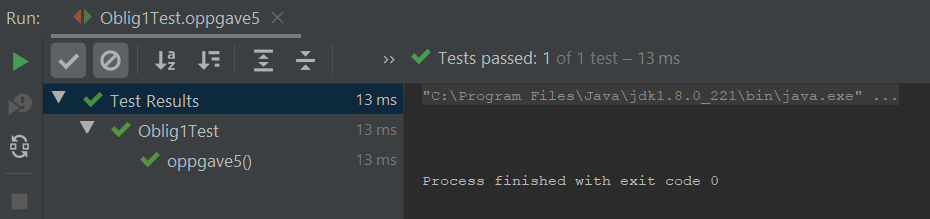 Run: Oblig1Test.oppgave5
» Tests passed: 1 of 1 test – 13 ms
Test Results 13 ms
"C:\Program Files\Java\jdk1.8.0_221\bin\java.exe" ...
Oblig1Test 13 ms
oppgave5() 13 ms
Process finished with exit code 0